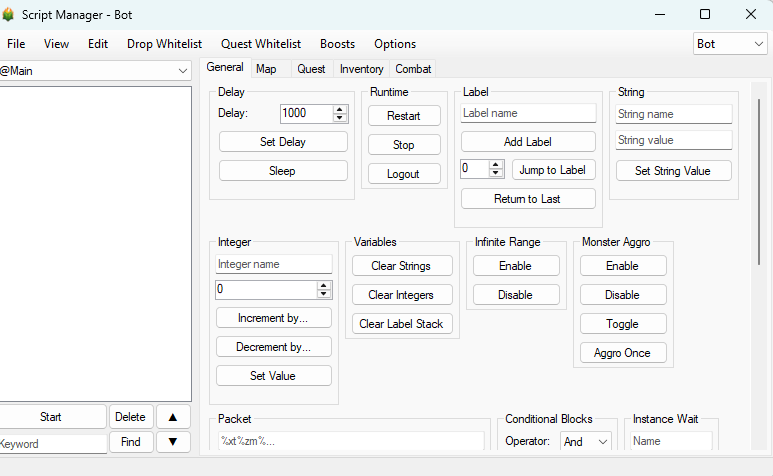 Script Manager - Bot
File View Edit Drop Whitelist Quest Whitelist Boosts Options Bot
@Main
General Map Quest Inventory Combat
Delay
Delay: 1000
Set Delay
Sleep
Runtime
Restart
Stop
Logout
Label
Label name
Add Label
0 Jump to Label
Return to Last
String
String name
String value
Set String Value
Integer
Integer name
0
Increment by...
Decrement by...
Set Value
Variables
Clear Strings
Clear Integers
Clear Label Stack
Infinite Range
Enable
Disable
Monster Aggro
Enable
Disable
Toggle
Aggro Once
Packet
%xt%zm%...
Conditional Blocks
Operator: And
Instance Wait
Name
Start Delete ▲
Keyword Find ▼